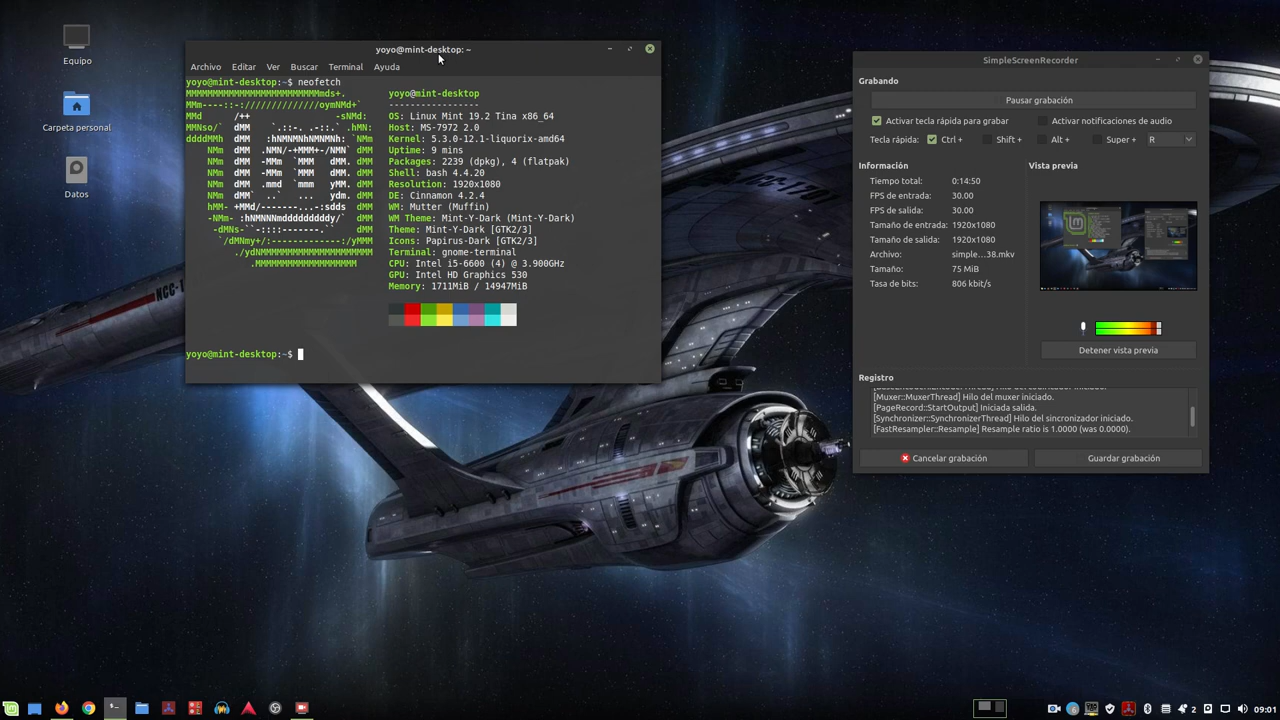 Equipo
Carpeta personal
Datos
yoyo@mint-desktop: ~
Archivo Editar Ver Buscar Terminal Ayuda
yoyo@mint-desktop:~$ neofetch
yoyo@mint-desktop
-----------------
OS: Linux Mint 19.2 Tina x86_64
Host: MS-7972 2.0
Kernel: 5.3.0-12.1-liquorix-amd64
Uptime: 9 mins
Packages: 2239 (dpkg), 4 (flatpak)
Shell: bash 4.4.20
Resolution: 1920x1080
DE: Cinnamon 4.2.4
WM: Mutter (Muffin)
WM Theme: Mint-Y-Dark (Mint-Y)
Theme: Mint-Y-Dark [GTK2/3]
Icons: Papirus-Dark [GTK2/3]
Terminal: gnome-terminal
CPU: Intel i5-6600 (4) @ 3.900GHz
GPU: Intel HD Graphics 530
Memory: 1711MiB / 14947MiB
yoyo@mint-desktop:~$
SimpleScreenRecorder
Grabando
Pausar grabación
Activar tecla rápida para grabar Activar notificaciones de audio
Tecla rápida: Ctrl + Shift + Alt + Super + R
Información
Tiempo total: 0:14:50
FPS de entrada: 30.00
FPS de salida: 30.00
Tamaño de entrada: 1920x1080
Tamaño de salida: 1920x1080
Archivo: simple...38.mkv
Tamaño: 75 MiB
Tasa de bits: 806 kbit/s
Vista previa
Detener vista previa
Registro
[Muxer::MuxerThread] Hilo del muxer iniciado.
[PageRecord::StartOutput] Iniciada salida.
[Synchronizer::SynchronizerThread] Hilo del sincronizador iniciado.
[FastResampler::Resample] Resample ratio is 1.0000 (was 0.0000).
Cancelar grabación Guardar grabación
NCC-1
2
09:01